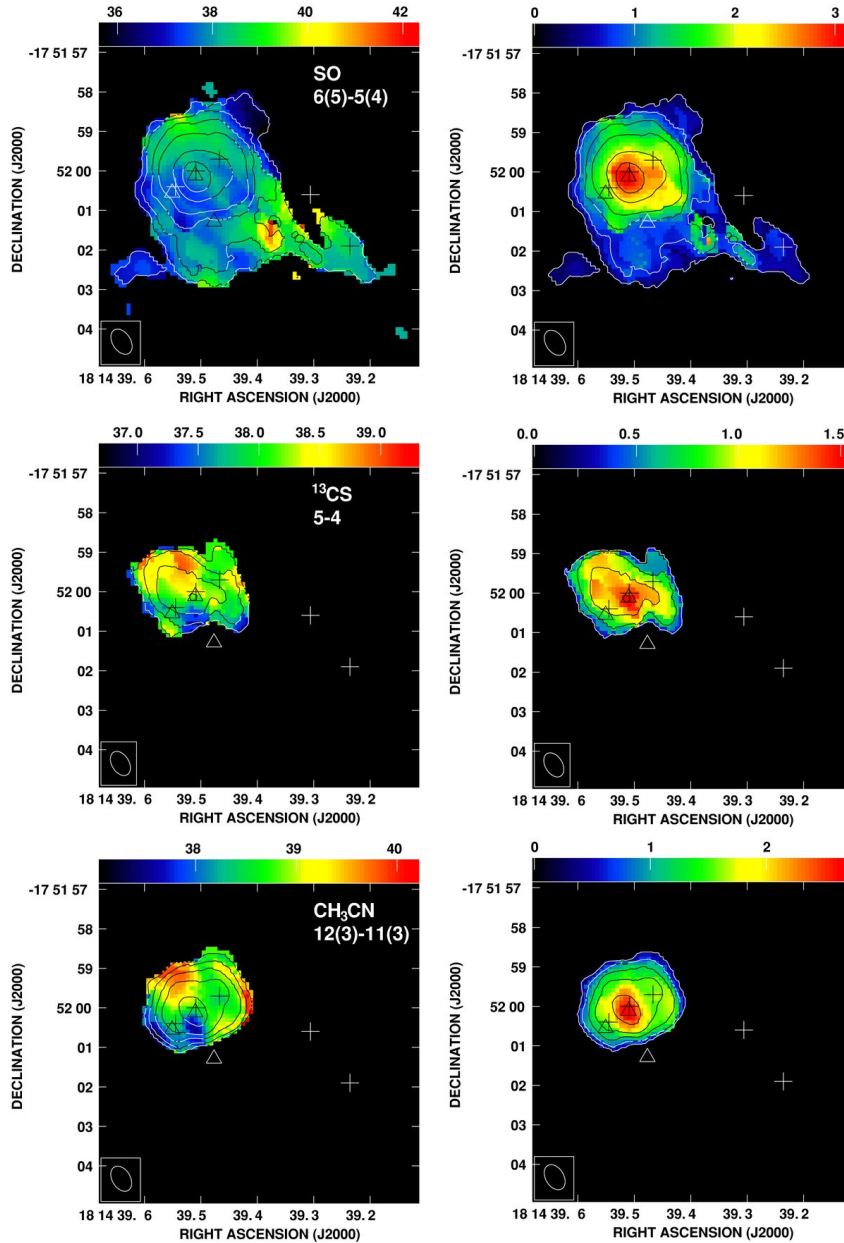 36 38 40 42
0 1 2 3
-17 51 57
58
59
52 00
01
02
03
04
DECLINATION (J2000)
SO
6(5)-5(4)
18 14 39. 6 39.5 39.4 39.3 39.2
RIGHT ASCENSION (J2000)
-17 51 57
58
59
52 00
01
02
03
04
DECLINATION (J2000)
18 14 39. 6 39.5 39.4 39.3 39.2
RIGHT ASCENSION (J2000)
37.0 37.5 38.0 38.5 39.0
0.0 0.5 1.0 1.5
-17 51 57
58
59
52 00
01
02
03
04
DECLINATION (J2000)
¹³CS
5-4
18 14 39. 6 39.5 39.4 39.3 39.2
RIGHT ASCENSION (J2000)
-17 51 57
58
59
52 00
01
02
03
04
DECLINATION (J2000)
18 14 39. 6 39.5 39.4 39.3 39.2
RIGHT ASCENSION (J2000)
38 39 40
0 1 2
-17 51 57
58
59
52 00
01
02
03
04
DECLINATION (J2000)
CH₃CN
12(3)-11(3)
18 14 39. 6 39.5 39.4 39.3 39.2
RIGHT ASCENSION (J2000)
-17 51 57
58
59
52 00
01
02
03
04
DECLINATION (J2000)
18 14 39. 6 39.5 39.4 39.3 39.2
RIGHT ASCENSION (J2000)